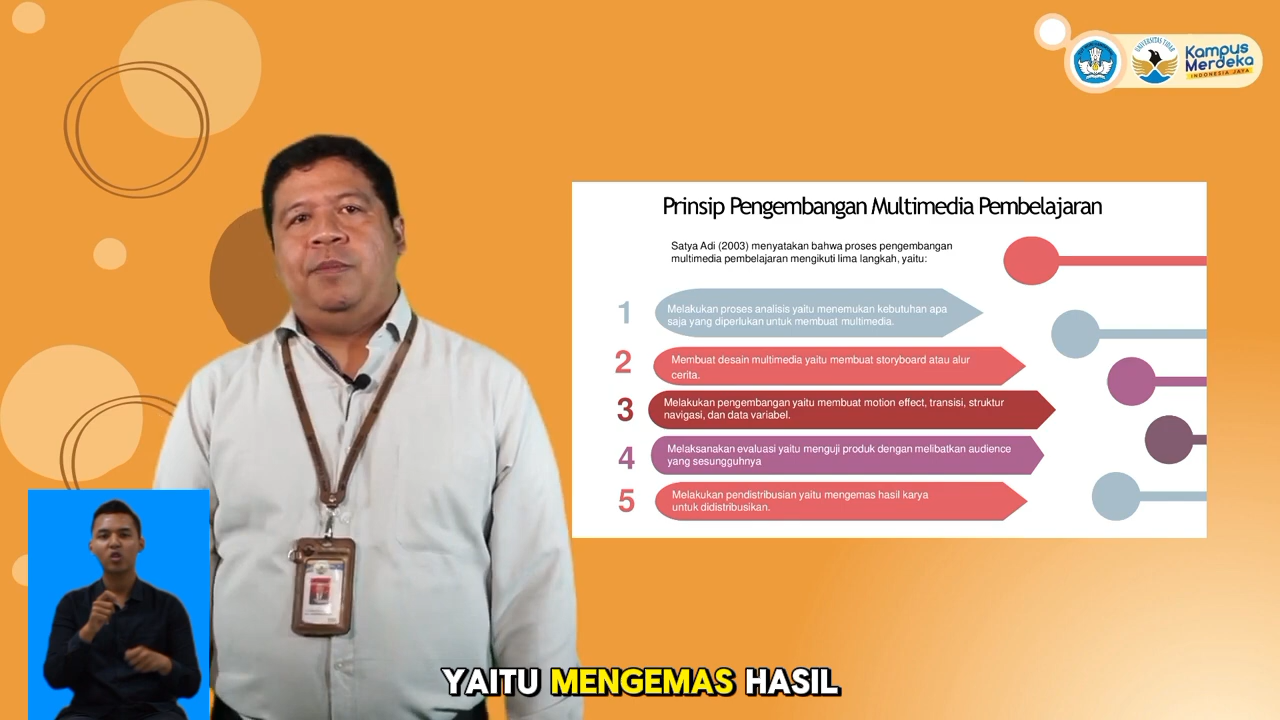 UNIVERSITAS TIDAR
Kampus
Merdeka
INDONESIA JAYA
Prinsip Pengembangan Multimedia Pembelajaran
Satya Adi (2003) menyatakan bahwa proses pengembangan
multimedia pembelajaran mengikuti lima langkah, yaitu:
1
Melakukan proses analisis yaitu menemukan kebutuhan apa
saja yang diperlukan untuk membuat multimedia.
2
Membuat desain multimedia yaitu membuat storyboard atau alur
cerita.
3
Melakukan pengembangan yaitu membuat motion effect, transisi, struktur
navigasi, dan data variabel.
4
Melaksanakan evaluasi yaitu menguji produk dengan melibatkan audience
yang sesungguhnya
5
Melakukan pendistribusian yaitu mengemas hasil karya
untuk didistribusikan.
YAITU MENGEMAS HASIL